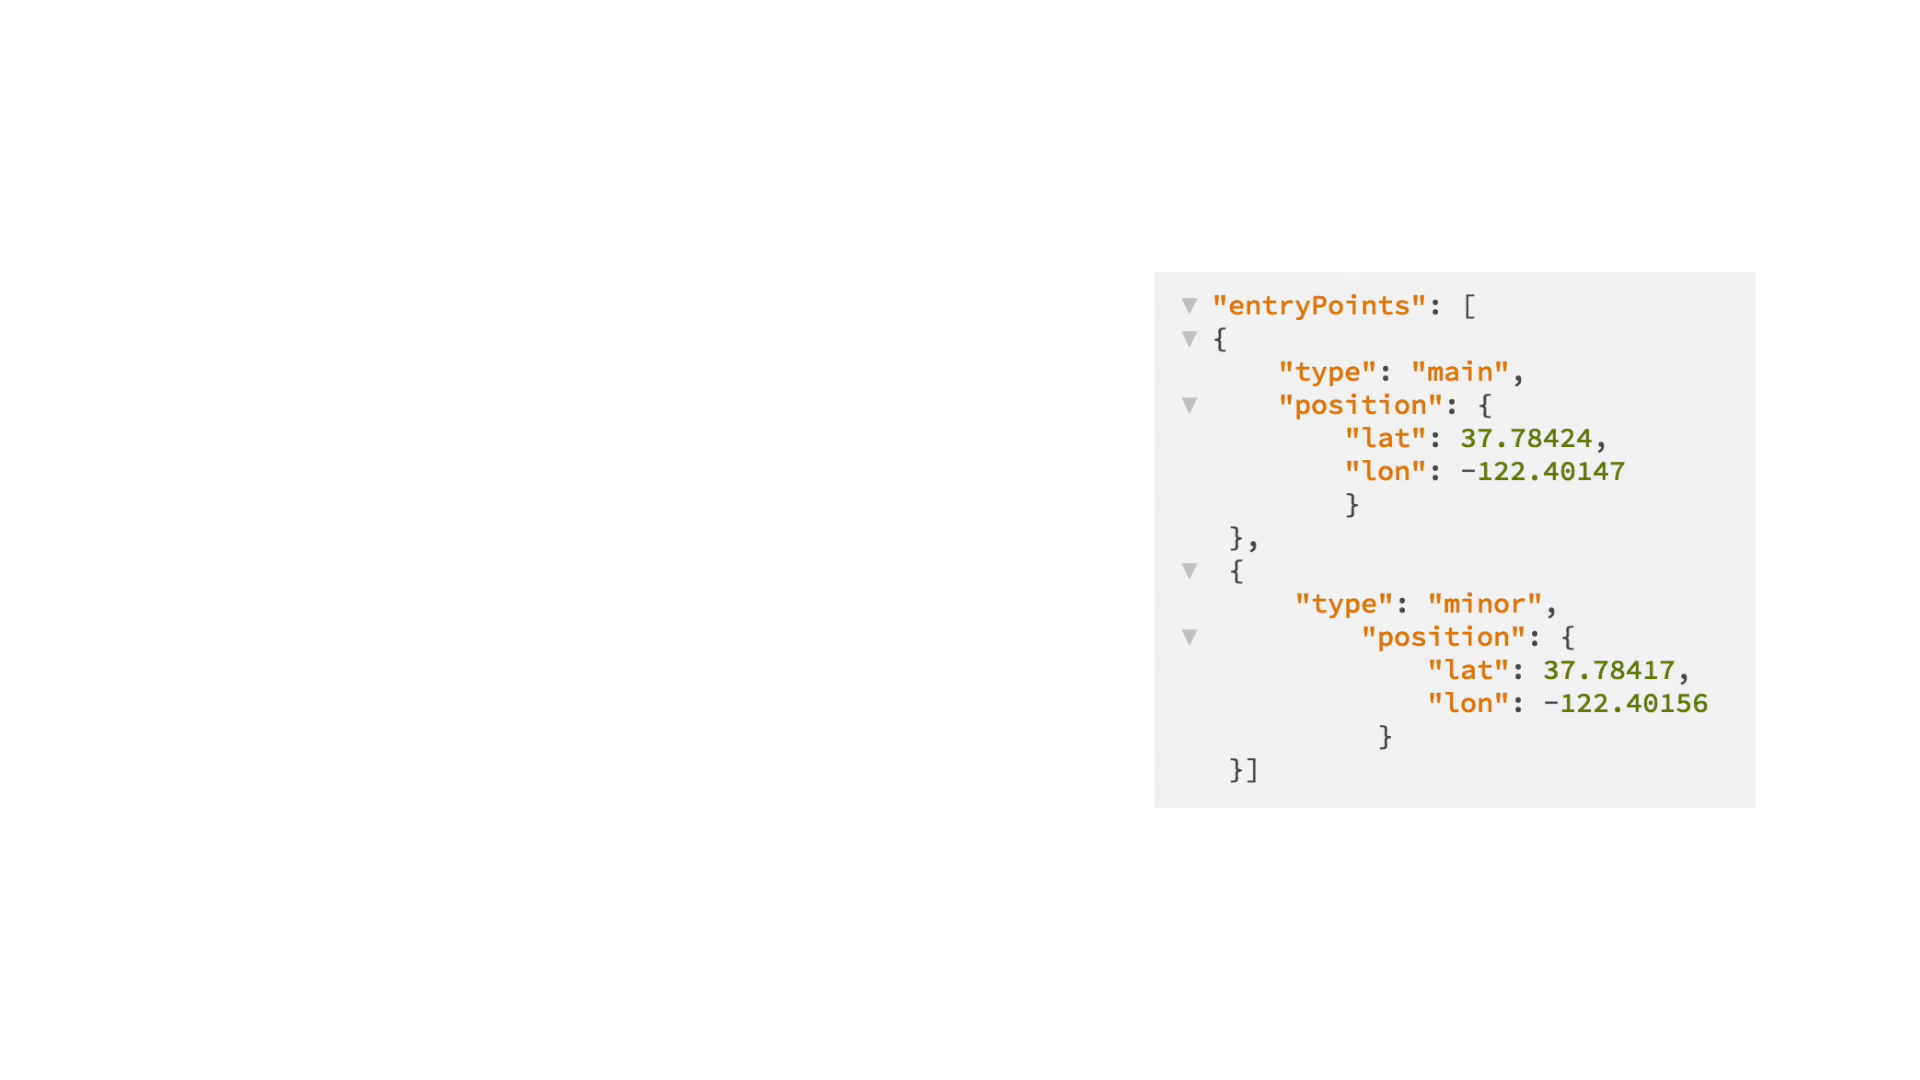 ▼ "entryPoints": [
▼ {
"type": "main",
▼ "position": {
"lat": 37.78424,
"lon": -122.40147
}
},
▼ {
"type": "minor",
▼ "position": {
"lat": 37.78417,
"lon": -122.40156
}
}]